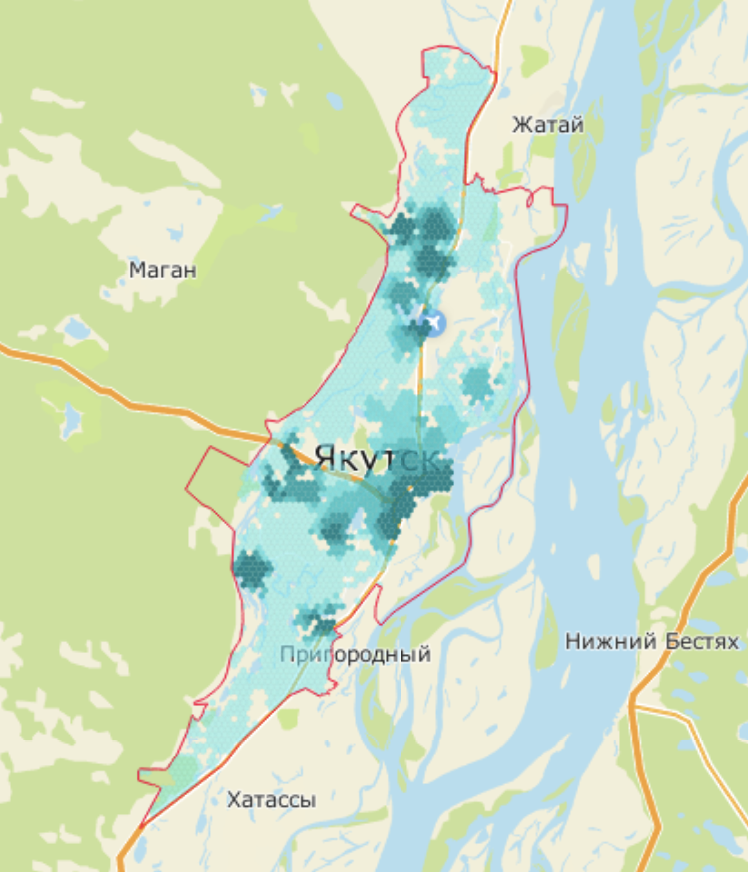 Жатай
Маган
Якутск
Нижний Бестях
Пригородный
Хатассы